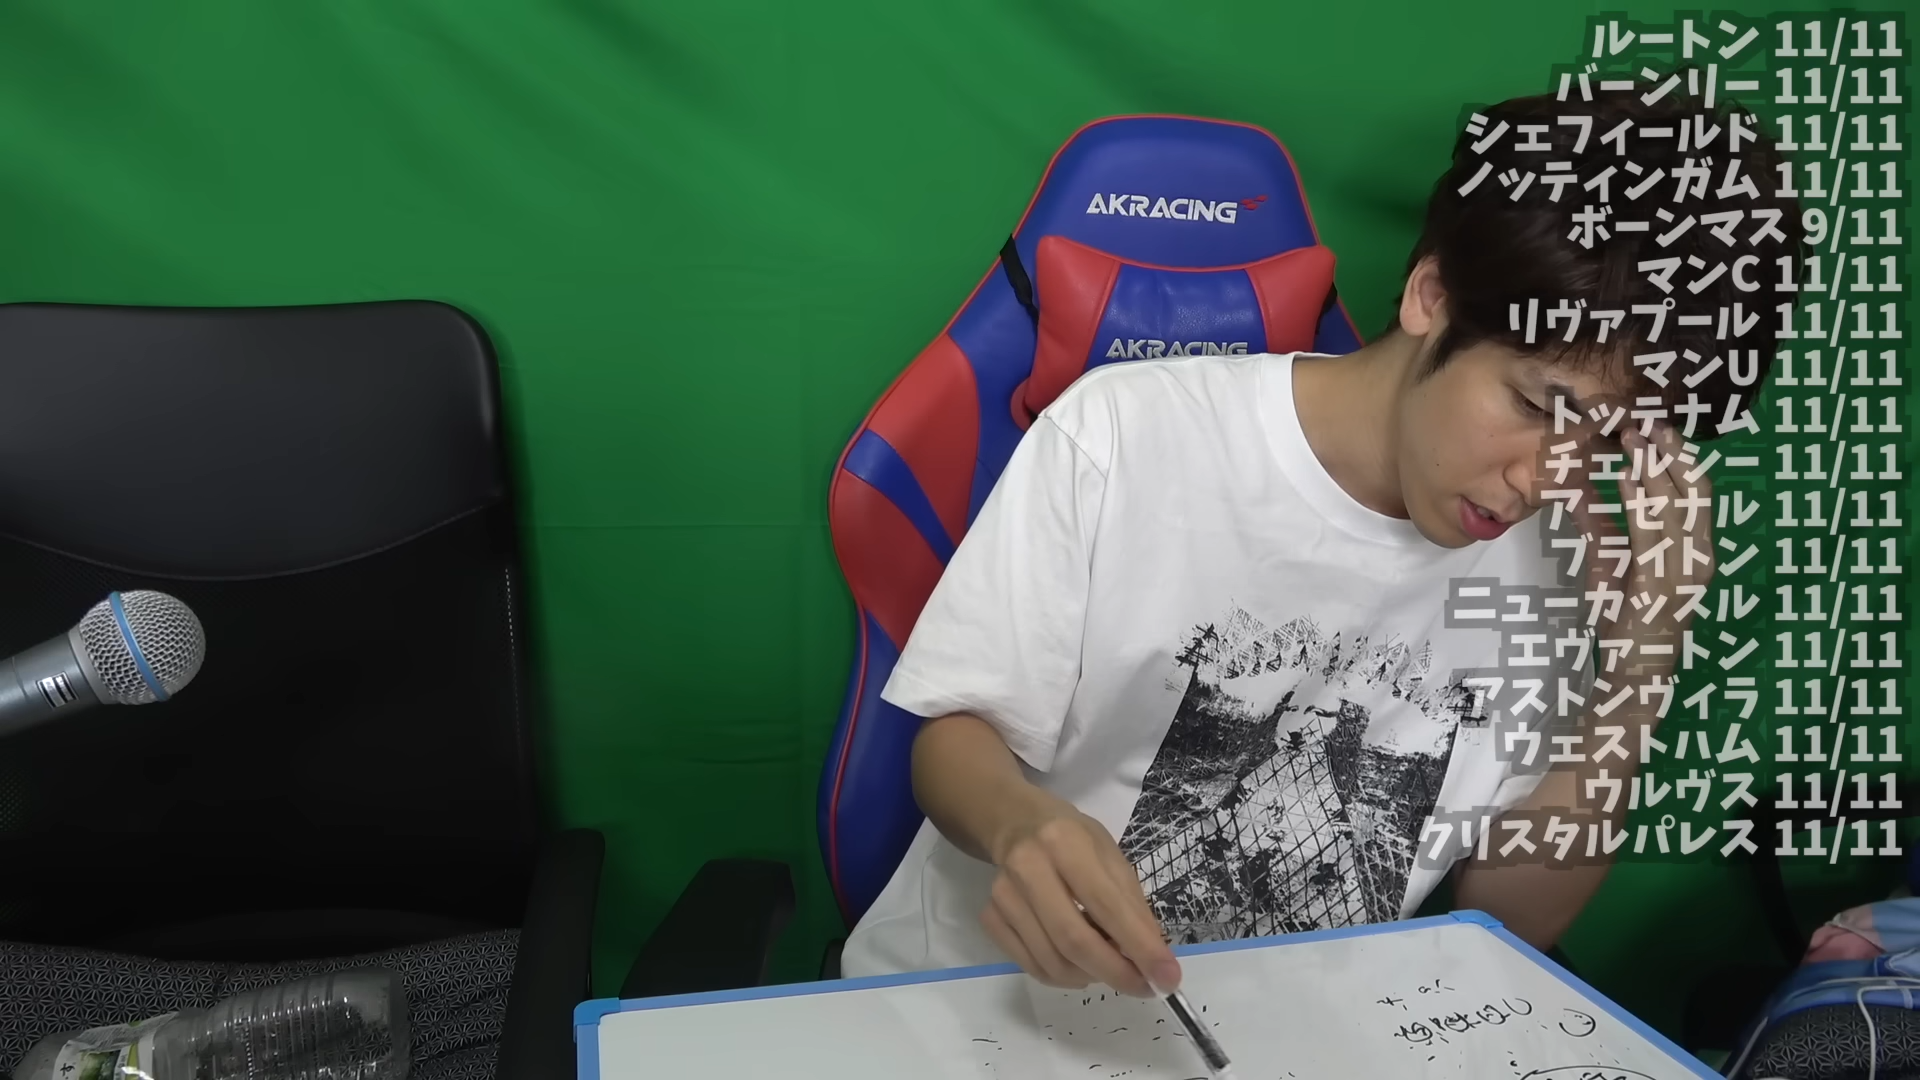 ルートン 11/11
バーンリー 11/11
シェフィールド 11/11
ノッティンガム 11/11
ボーンマス 9/11
マンC 11/11
リヴァプール 11/11
マンU 11/11
トッテナム 11/11
チェルシー 11/11
アーセナル 11/11
ブライトン 11/11
ニューカッスル 11/11
エヴァートン 11/11
アストンヴィラ 11/11
ウェストハム 11/11
ウルヴス 11/11
クリスタルパレス 11/11
AKRACING
AKRACING